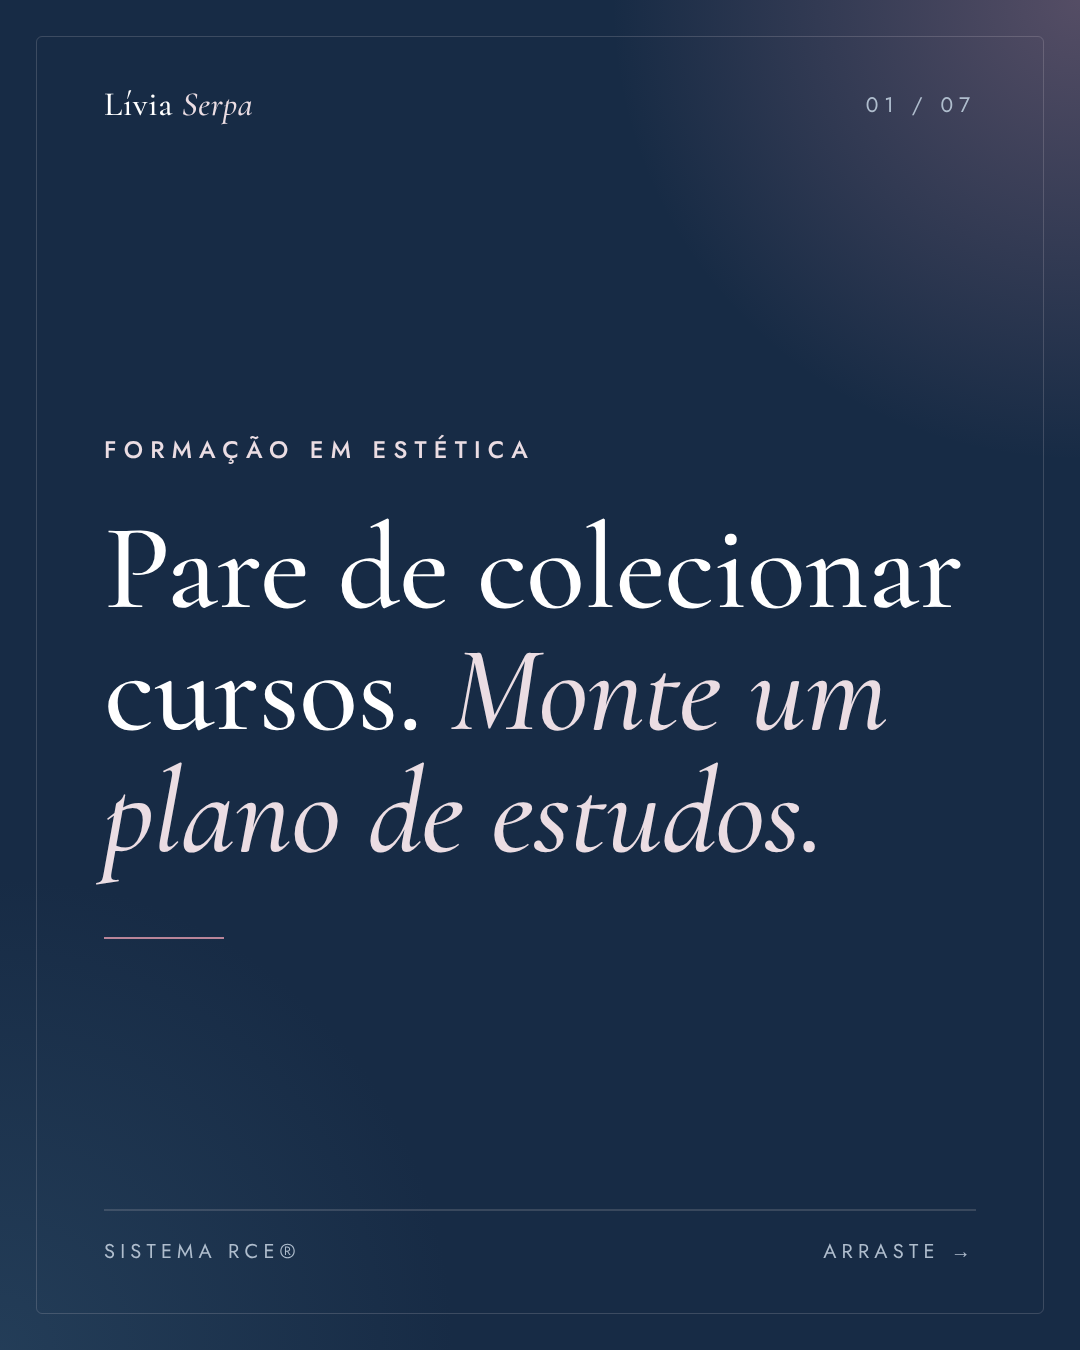 Lívia Serpa
01 / 07
FORMAÇÃO EM ESTÉTICA
Pare de colecionar
cursos. Monte um
plano de estudos.
SISTEMA RCE®
ARRASTE →